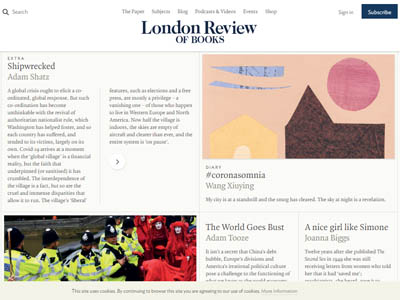 Search
The Paper Subjects Blog Podcasts & Videos Events Shop
Sign in
Subscribe
London Review
OF BOOKS
EXTRA
Shipwrecked
Adam Shatz
A global crisis ought to elicit a co-
ordinated, global response. But such
co-ordination has become
unthinkable with the revival of
authoritarian nationalist rule, which
Washington has helped foster, and so
each country has suffered, and
tended to its victims, largely on its
own. Covid-19 arrives at a moment
when the 'global village' is a financial
reality, but the faith that
underpinned (or sanitised) it has
crumbled. The interdependence of
the village is a fact, but so are the
cruel and immense disparities that
allow it to run. The village's 'liberal'
features, such as elections and a free
press, are mostly a privilege – a
vanishing one – of those who happen
to live in Western Europe and North
America. Now half the village is
indoors, the skies are empty of
aircraft and clearer than ever, and the
entire system is 'on pause'.
DIARY
#coronasomnia
Wang Xiuying
My city is at a standstill and the smog has cleared. The sky at night is a revelation.
The World Goes Bust
Adam Tooze
It isn't a secret that China's debt
bubble, Europe's divisions and
America's irrational political culture
pose a challenge to the functioning of
A nice girl like Simone
Joanna Biggs
Twelve years after she published The
Second Sex in 1949 she was still
receiving letters from women who told
her that it had 'saved me';
This site uses cookies. By continuing to browse this site you are agreeing to our use of cookies. More information